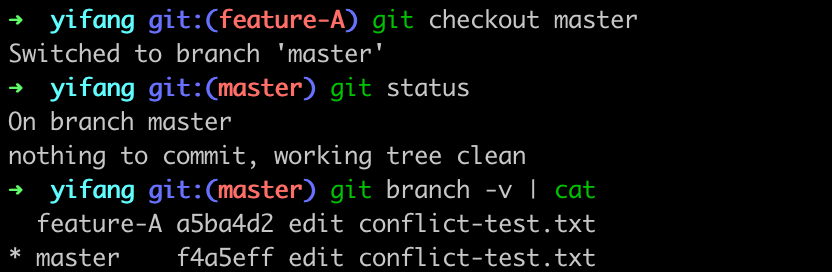 ➜  yifang git:(feature-A) git checkout master
Switched to branch 'master'
➜  yifang git:(master) git status
On branch master
nothing to commit, working tree clean
➜  yifang git:(master) git branch -v | cat
  feature-A a5ba4d2 edit conflict-test.txt
* master    f4a5eff edit conflict-test.txt